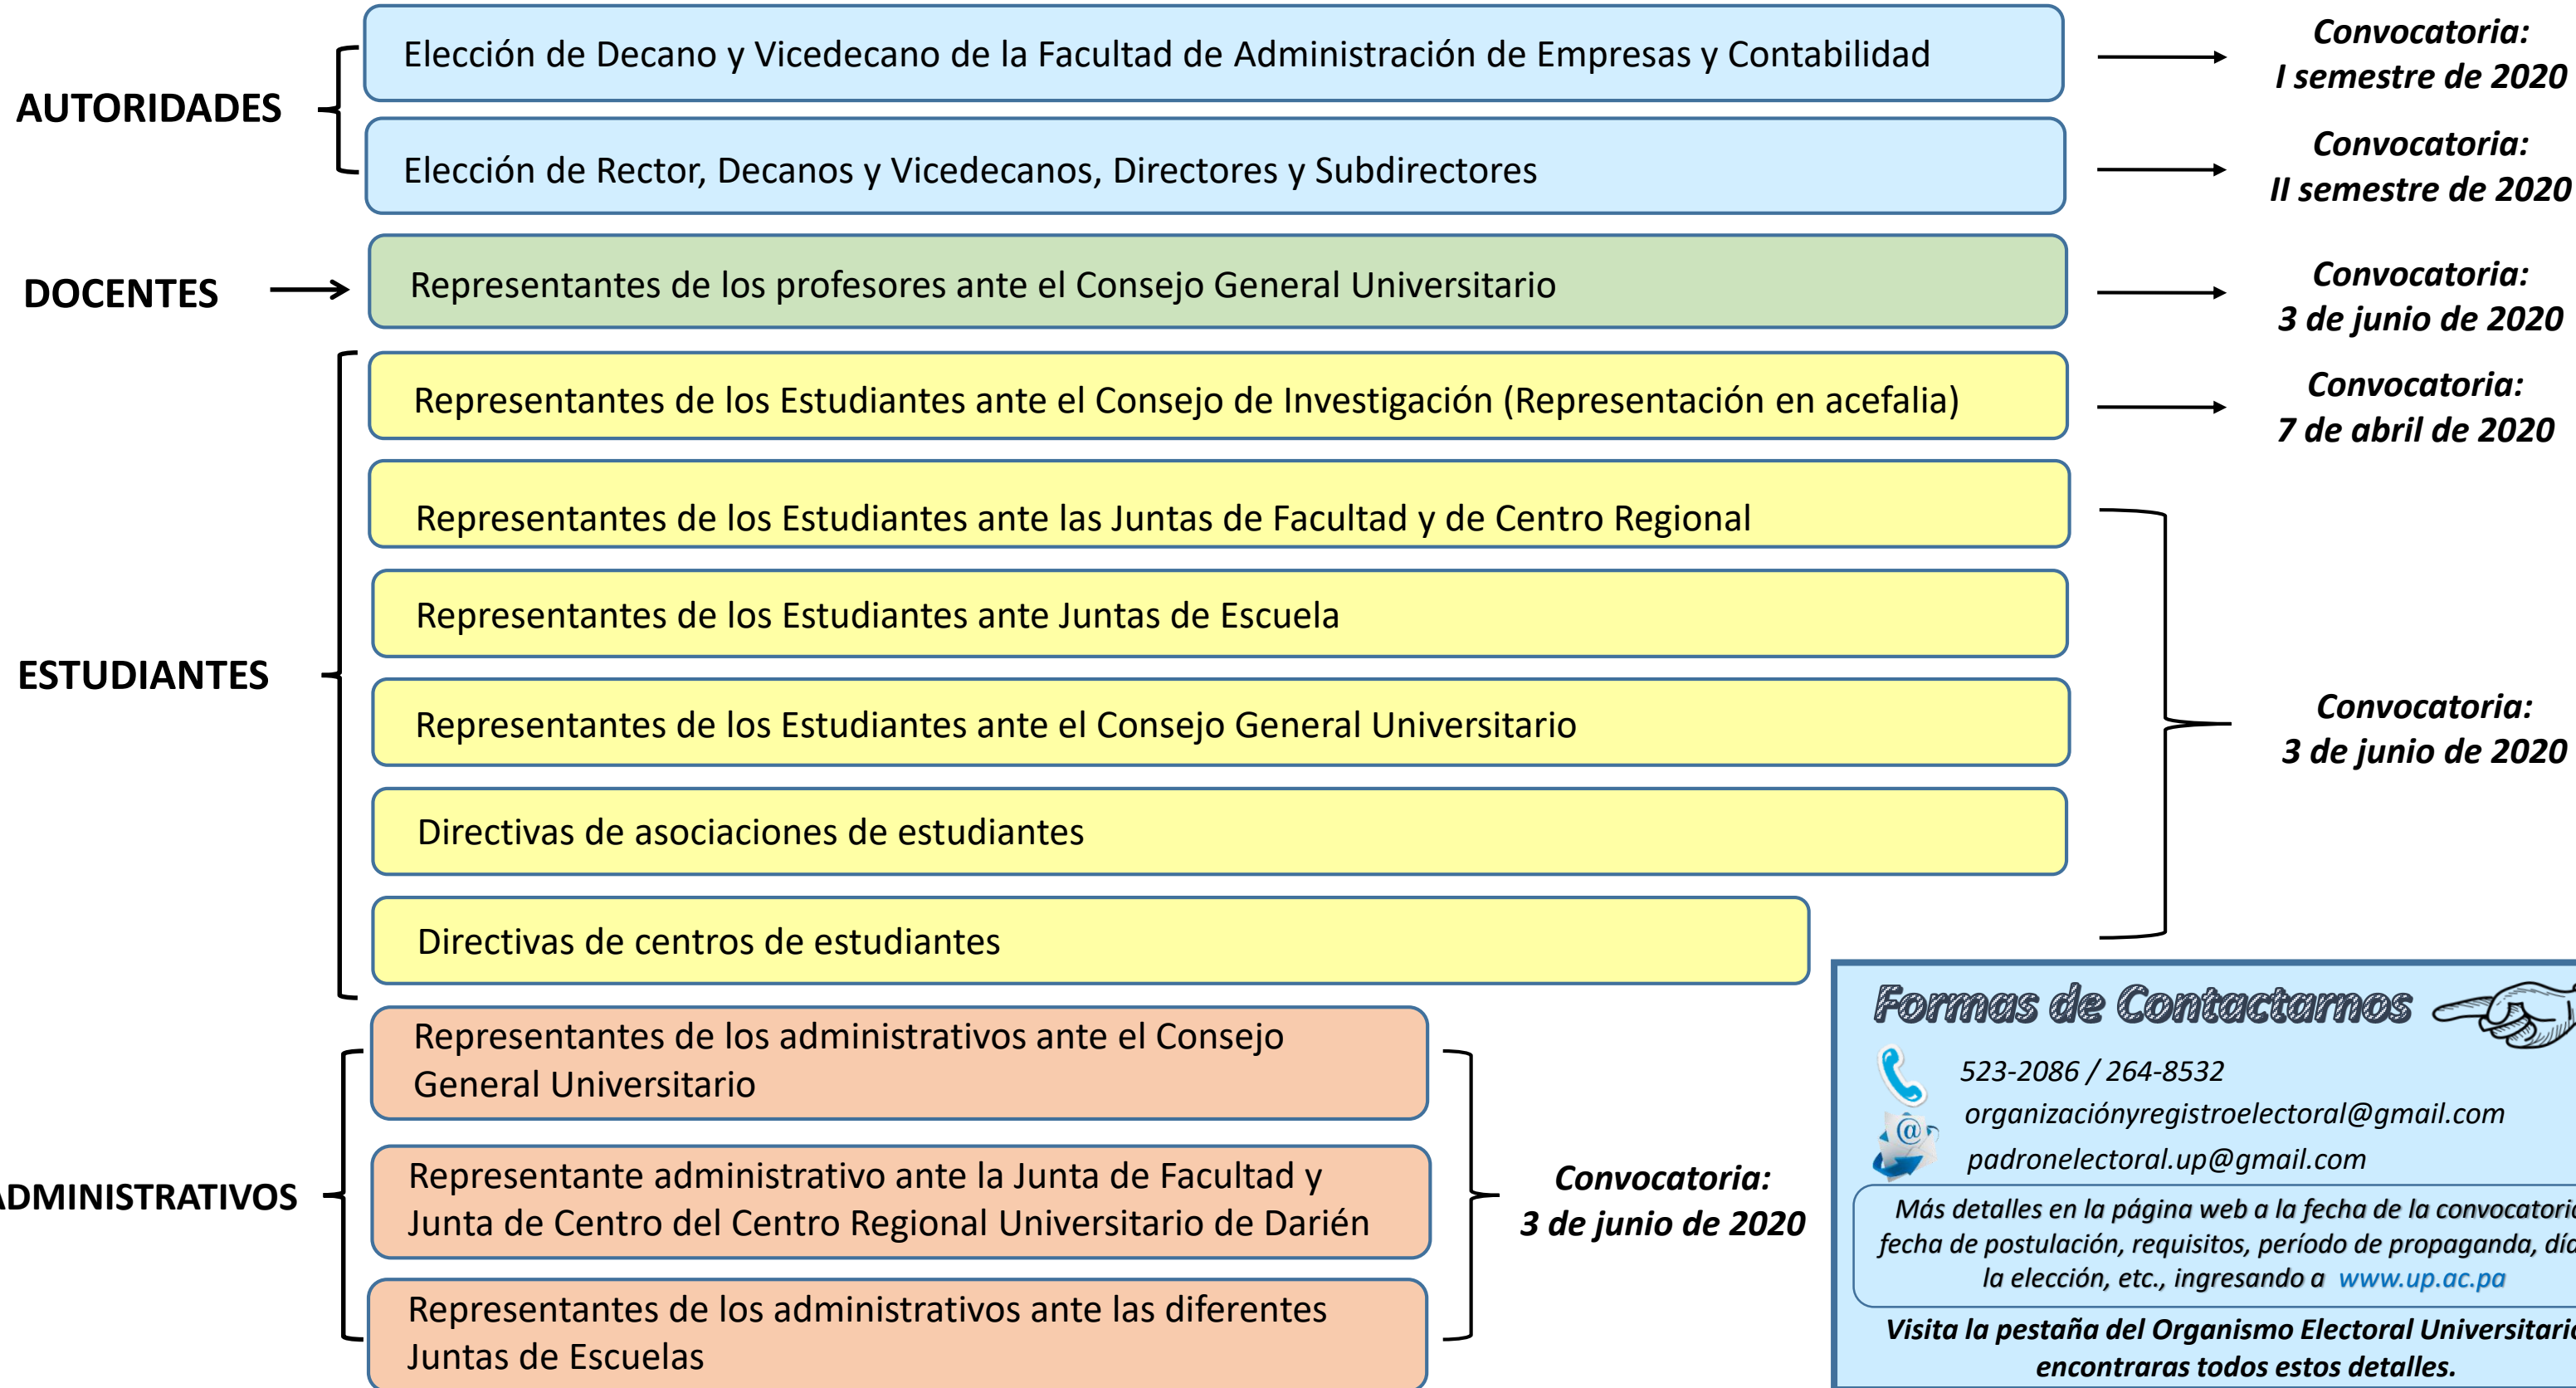 AUTORIDADES
Elección de Decano y Vicedecano de la Facultad de Administración de Empresas y Contabilidad
Convocatoria:
I semestre de 2020
Elección de Rector, Decanos y Vicedecanos, Directores y Subdirectores
Convocatoria:
II semestre de 2020
DOCENTES
Representantes de los profesores ante el Consejo General Universitario
Convocatoria:
3 de junio de 2020
ESTUDIANTES
Representantes de los Estudiantes ante el Consejo de Investigación (Representación en acefalia)
Convocatoria:
7 de abril de 2020
Representantes de los Estudiantes ante las Juntas de Facultad y de Centro Regional
Representantes de los Estudiantes ante Juntas de Escuela
Representantes de los Estudiantes ante el Consejo General Universitario
Directivas de asociaciones de estudiantes
Directivas de centros de estudiantes
Convocatoria:
3 de junio de 2020
ADMINISTRATIVOS
Representantes de los administrativos ante el Consejo
General Universitario
Representante administrativo ante la Junta de Facultad y
Junta de Centro del Centro Regional Universitario de Darién
Representantes de los administrativos ante las diferentes
Juntas de Escuelas
Convocatoria:
3 de junio de 2020
Formas de Contactarnos
523-2086 / 264-8532
organizaciónyregistroelectoral@gmail.com
padronelectoral.up@gmail.com
Más detalles en la página web a la fecha de la convocatoria
fecha de postulación, requisitos, período de propaganda, día
la elección, etc., ingresando a www.up.ac.pa
Visita la pestaña del Organismo Electoral Universitario
encontraras todos estos detalles.